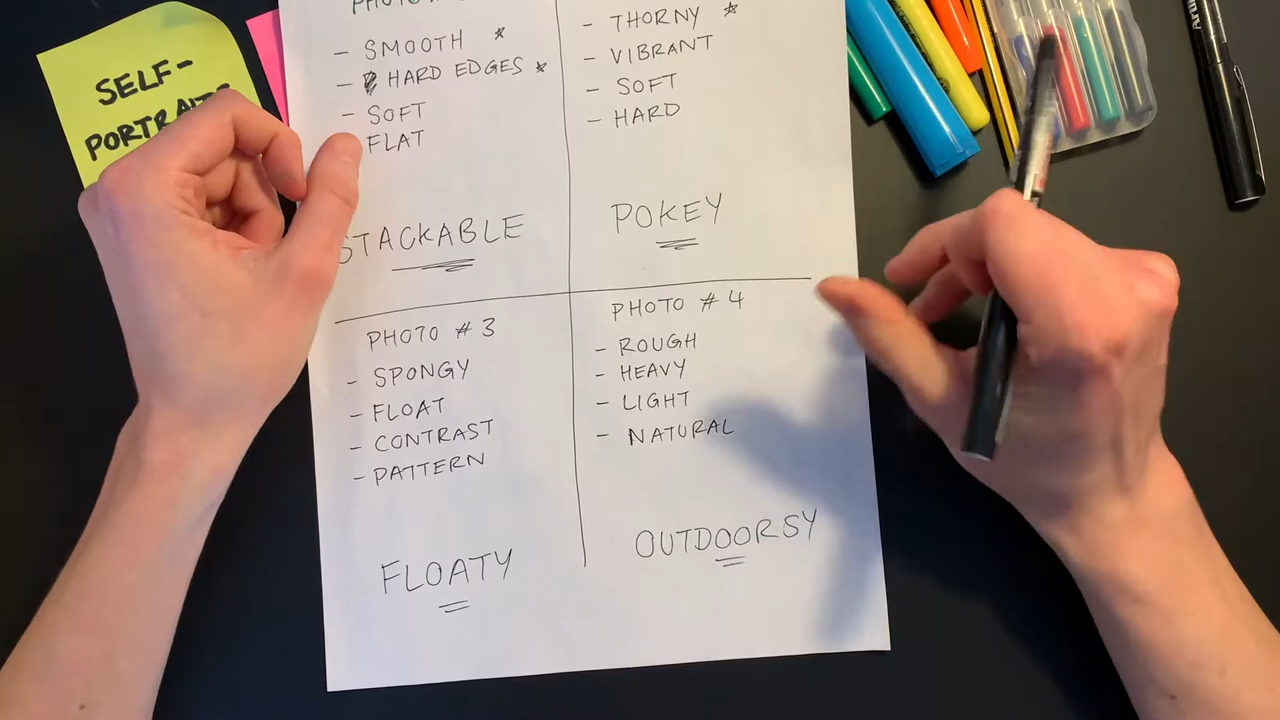 SELF-
PHOTO
- SMOOTH *
- HARD EDGES *
- SOFT
FLAT
STACKABLE
- THORNY *
- VIBRANT
- SOFT
- HARD
POKEY
PHOTO # 3
- SPONGY
- FLOAT
- CONTRAST
- PATTERN
FLOATY
PHOTO # 4
- ROUGH
- HEAVY
- LIGHT
- NATURAL
OUTDOORSY